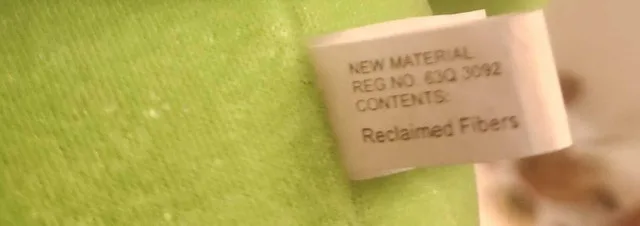 NEW MATERIAL
REG.NO. 63Q 3092
CONTENTS:
Reclaimed Fibers